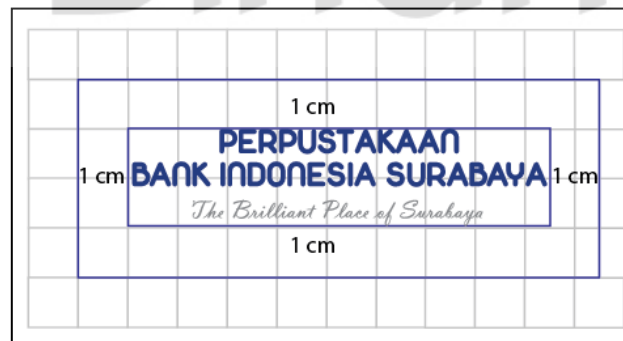 1 cm
PERPUSTAKAAN
1 cm BANK INDONESIA SURABAYA 1 cm
The Brilliant Place of Surabaya
1 cm